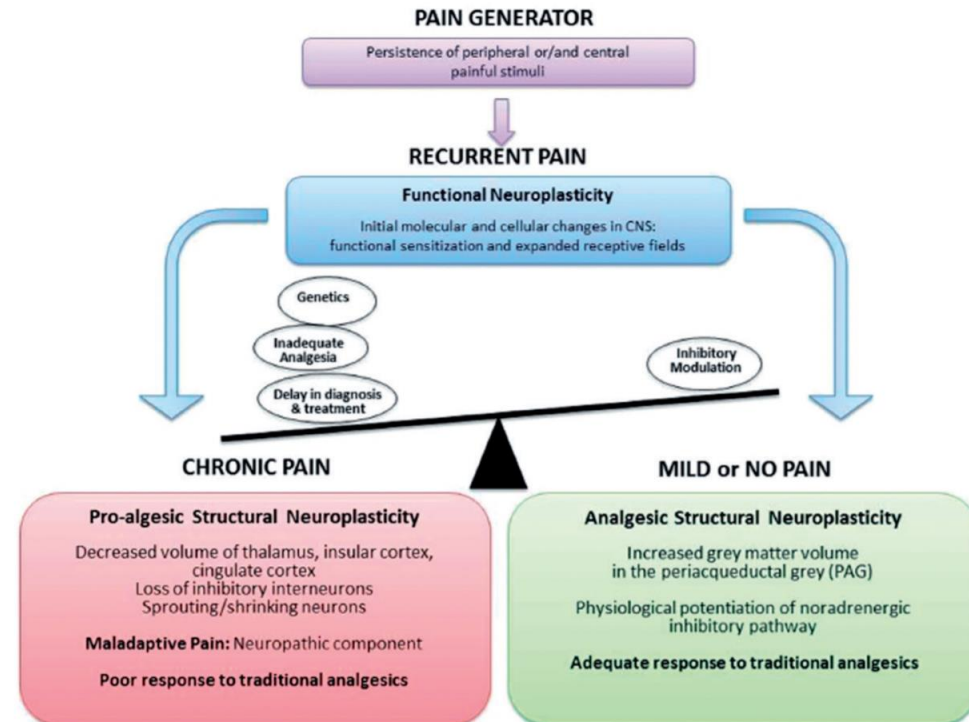 PAIN GENERATOR
Persistence of peripheral or/and central
painful stimuli
RECURRENT PAIN
Functional Neuroplasticity
Initial molecular and cellular changes in CNS:
functional sensitization and expanded receptive fields
Genetics
Inadequate
Analgesia
Delay in diagnosis
& treatment
Inhibitory
Modulation
CHRONIC PAIN
Pro-algesic Structural Neuroplasticity
Decreased volume of thalamus, insular cortex,
cingulate cortex
Loss of inhibitory interneurons
Sprouting/shrinking neurons
Maladaptive Pain: Neuropathic component
Poor response to traditional analgesics
MILD or NO PAIN
Analgesic Structural Neuroplasticity
Increased grey matter volume
in the periacqueductal grey (PAG)
Physiological potentiation of noradrenergic
inhibitory pathway
Adequate response to traditional analgesics